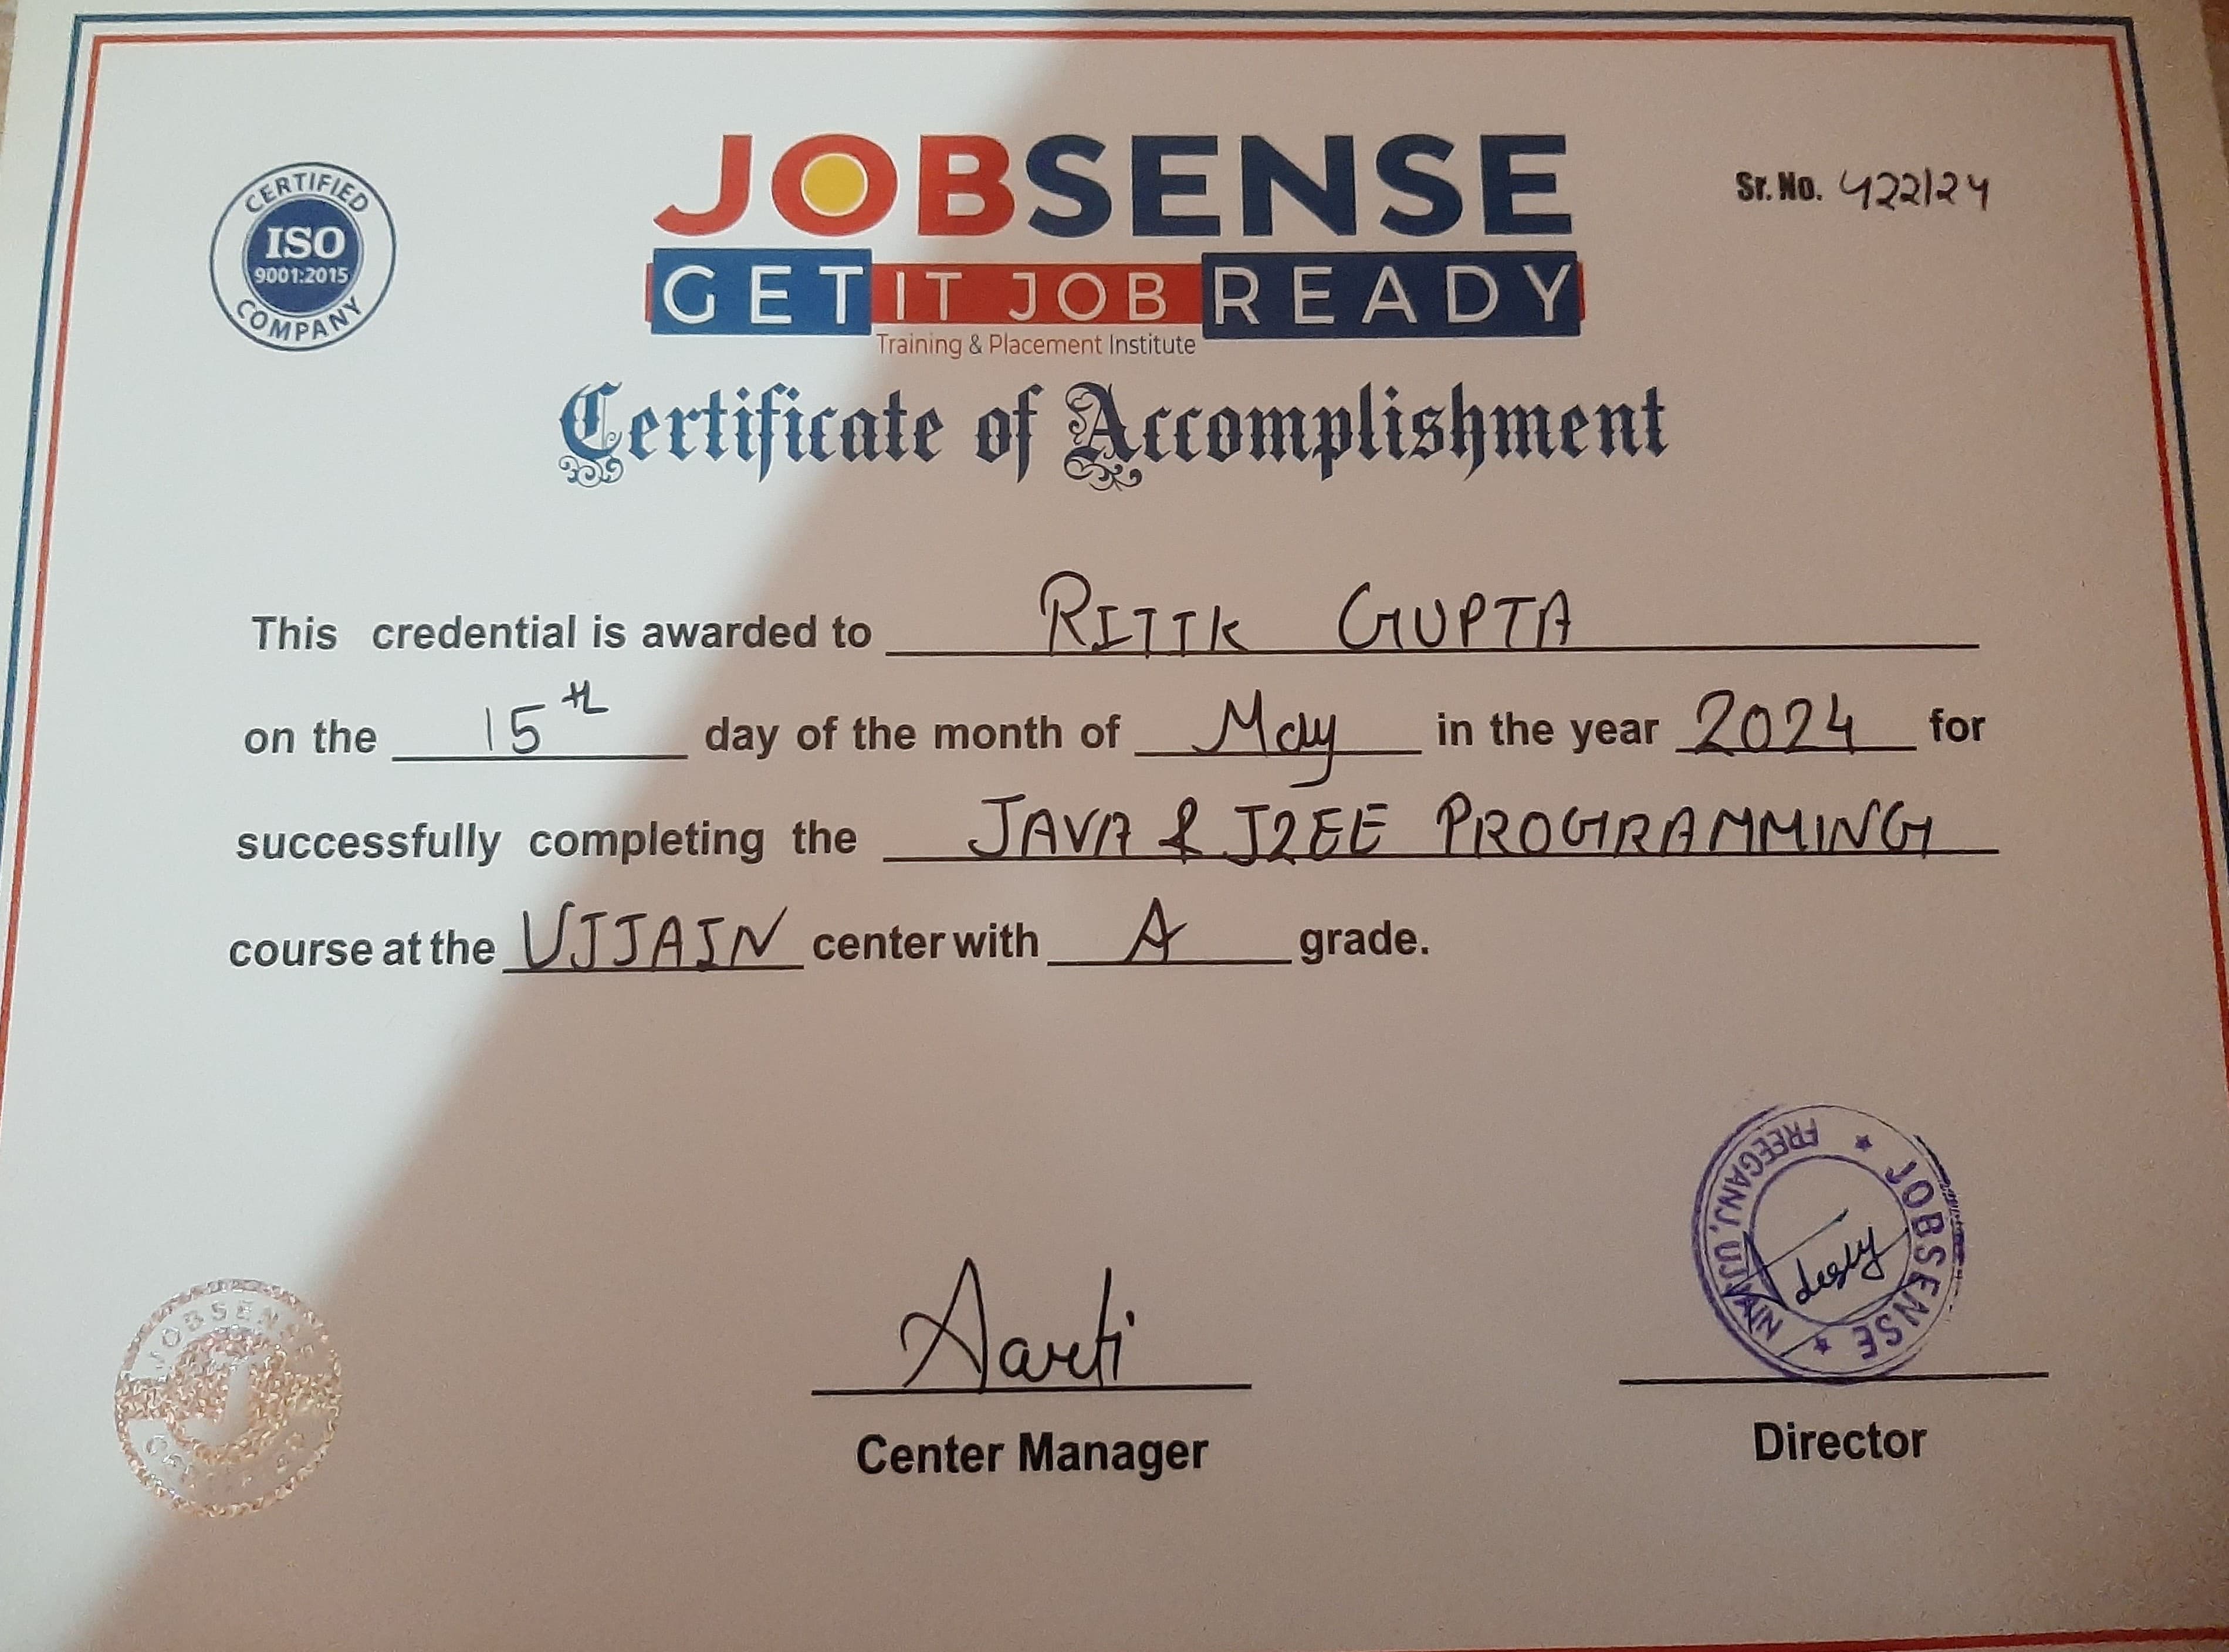 CERTIFIED
ISO
9001:2015
COMPANY
JOBSENSE
GET IT JOB READY
Training & Placement Institute
Sr. No. 422/24
Certificate of Accomplishment
This credential is awarded to RITIK GUPTA
on the 15th day of the month of May in the year 2024 for
successfully completing the JAVA & J2EE PROGRAMMING
course at the UJJAIN center with A grade.
JOBSENSE
FREEGANJ, UJJAIN
JOBSENSE
J
Aarti
Center Manager
Director